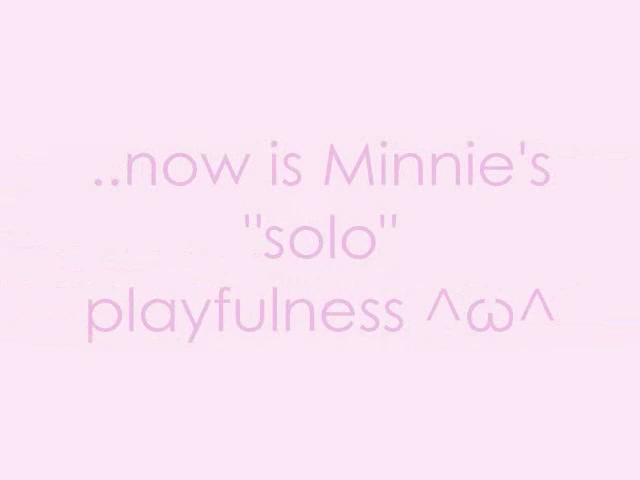 ..now is Minnie's
"solo"
playfulness ^ω^